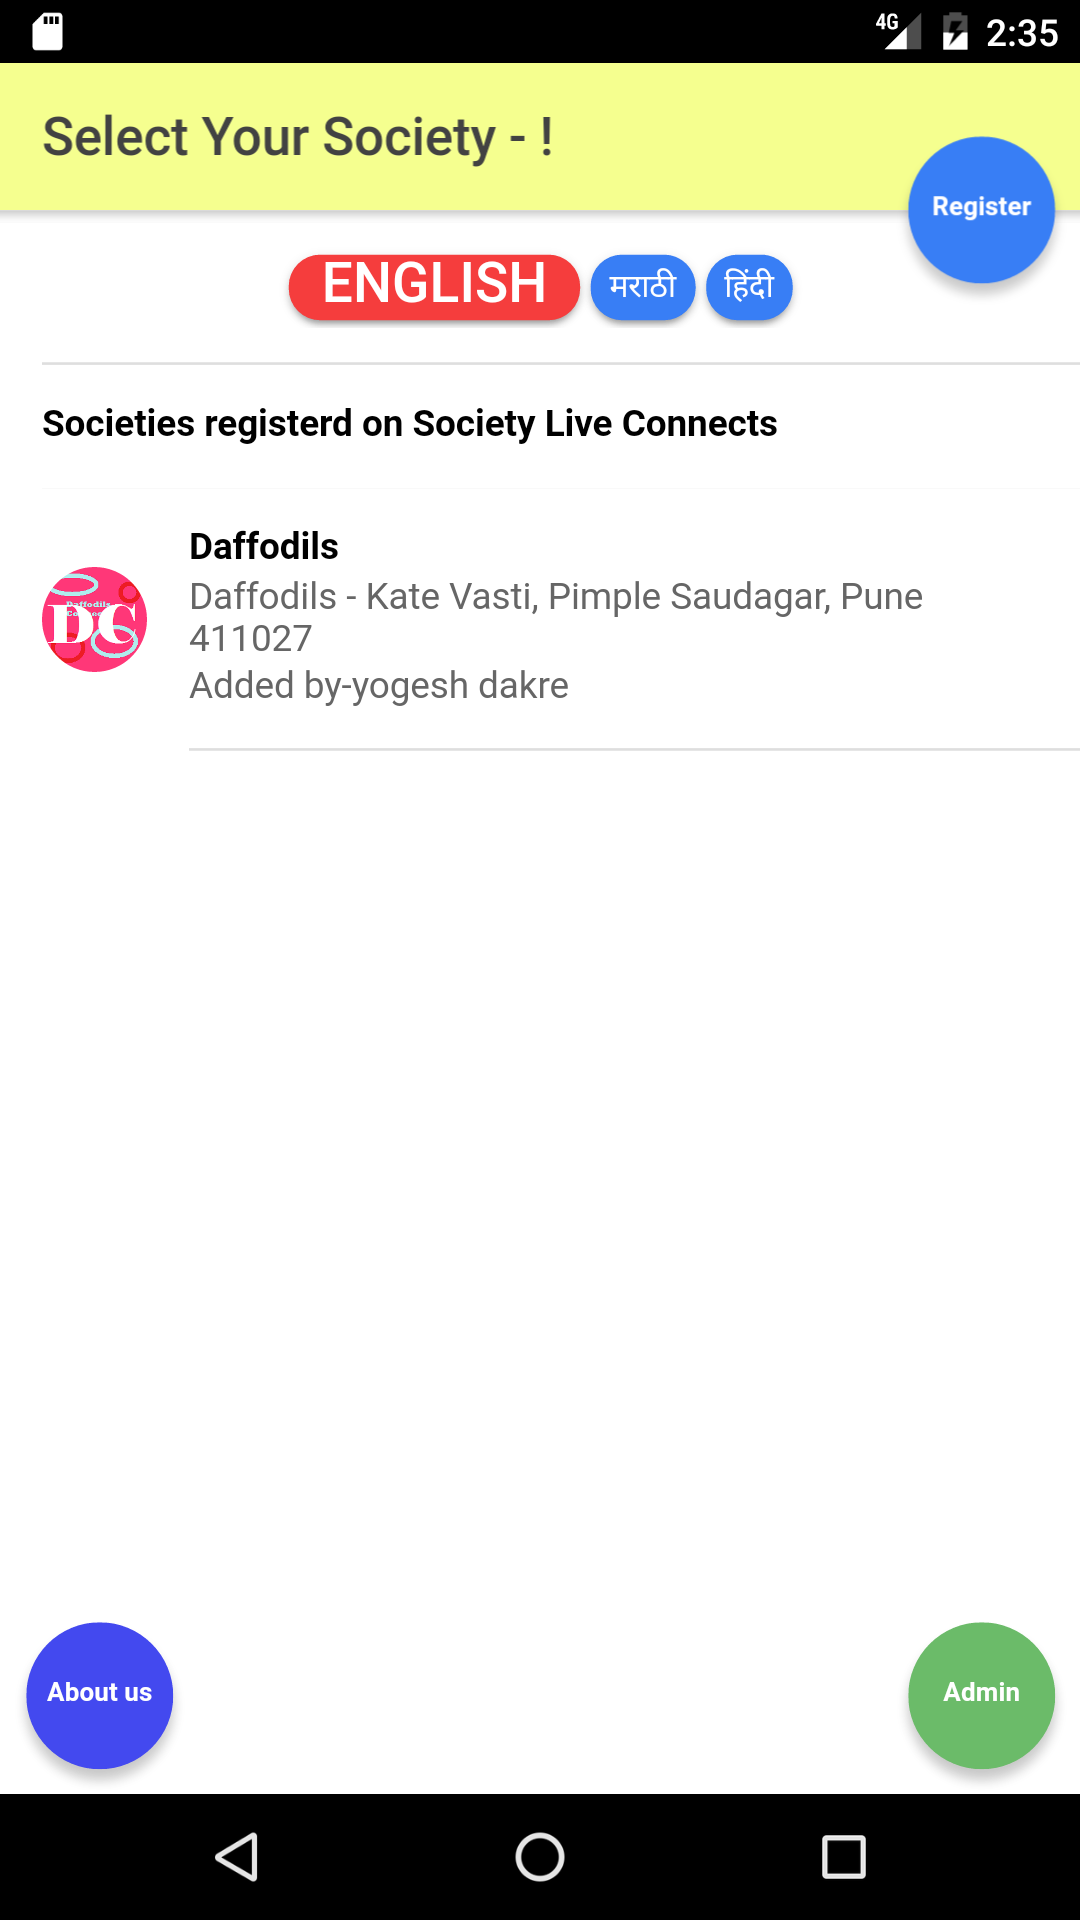 4G 2:35
Select Your Society - !
Register
ENGLISH मराठी हिंदी
Societies registerd on Society Live Connects
Daffodils
Daffodils - Kate Vasti, Pimple Saudagar, Pune
411027
Added by-yogesh dakre
Daffodils
DC
About us
Admin